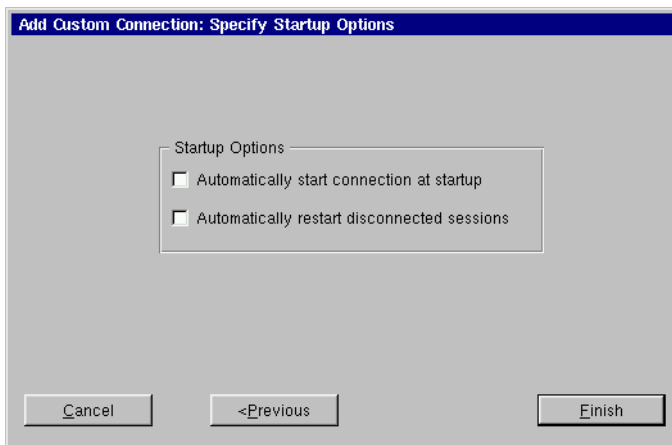 Add Custom Connection: Specify Startup Options
Startup Options
Automatically start connection at startup
Automatically restart disconnected sessions
Cancel
<Previous
Finish